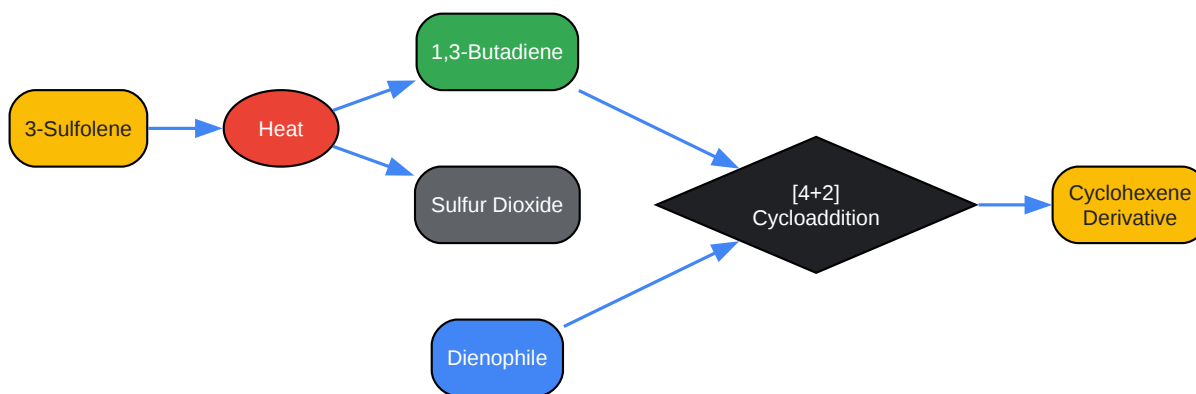 1,3-Butadiene
3-Sulfolene
Heat
Sulfur Dioxide
[4+2]
Cycloaddition
Cyclohexene
Derivative
Dienophile